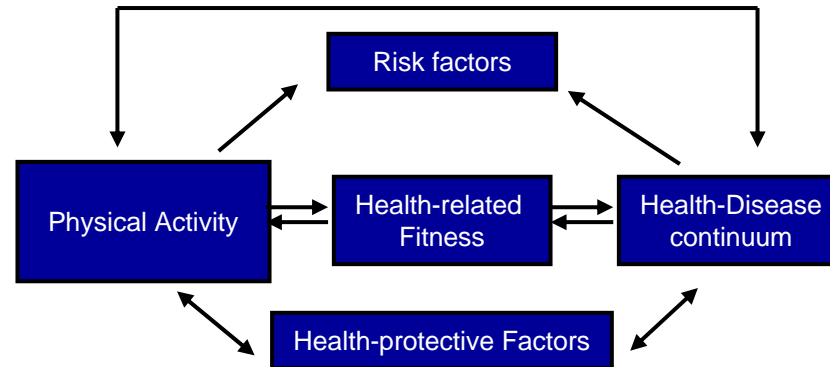 Risk factors
Physical Activity
Health-related
Fitness
Health-Disease
continuum
Health-protective Factors